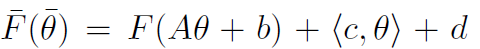 F̄(θ̄) = F(Aθ + b) + ⟨c, θ⟩ + d